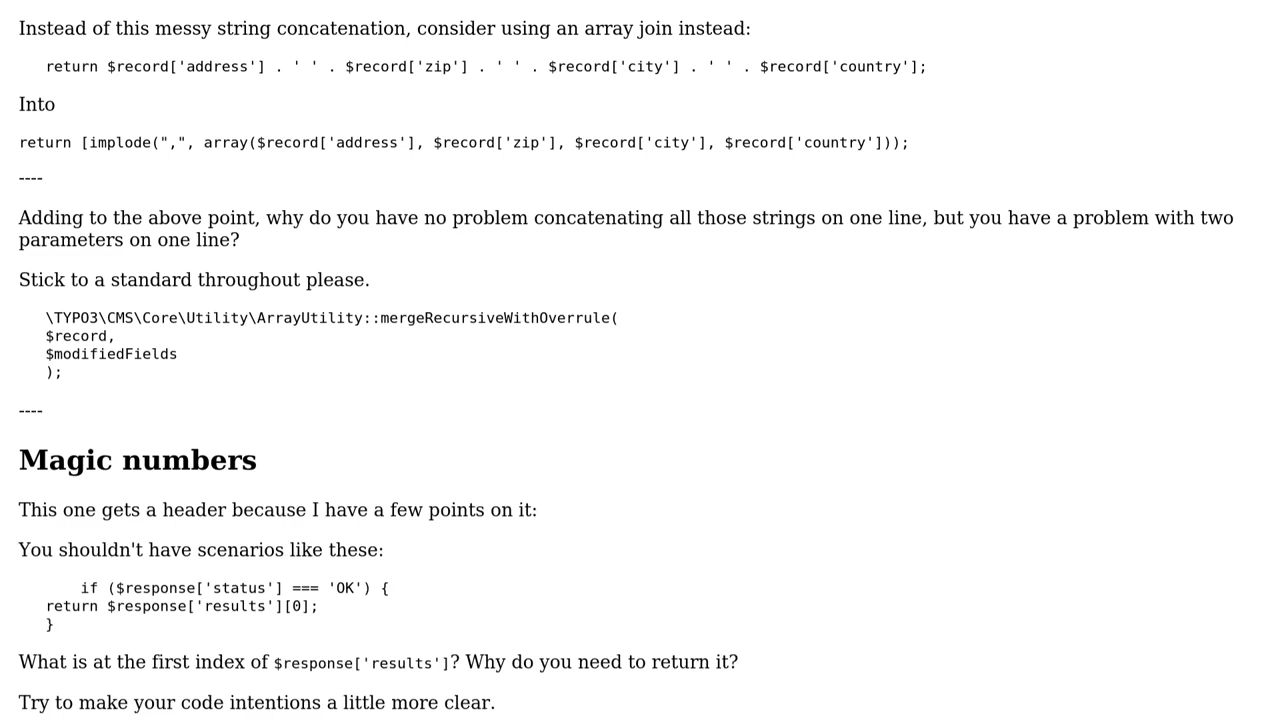 Instead of this messy string concatenation, consider using an array join instead:
return $record['address'] . ' ' . $record['zip'] . ' ' . $record['city'] . ' ' . $record['country'];
Into
return [implode(",", array($record['address'], $record['zip'], $record['city'], $record['country']));
----
Adding to the above point, why do you have no problem concatenating all those strings on one line, but you have a problem with two
parameters on one line?
Stick to a standard throughout please.
\TYPO3\CMS\Core\Utility\ArrayUtility::mergeRecursiveWithOverrule(
$record,
$modifiedFields
);
----
Magic numbers
This one gets a header because I have a few points on it:
You shouldn't have scenarios like these:
if ($response['status'] === 'OK') {
return $response['results'][0];
}
What is at the first index of $response['results']? Why do you need to return it?
Try to make your code intentions a little more clear.